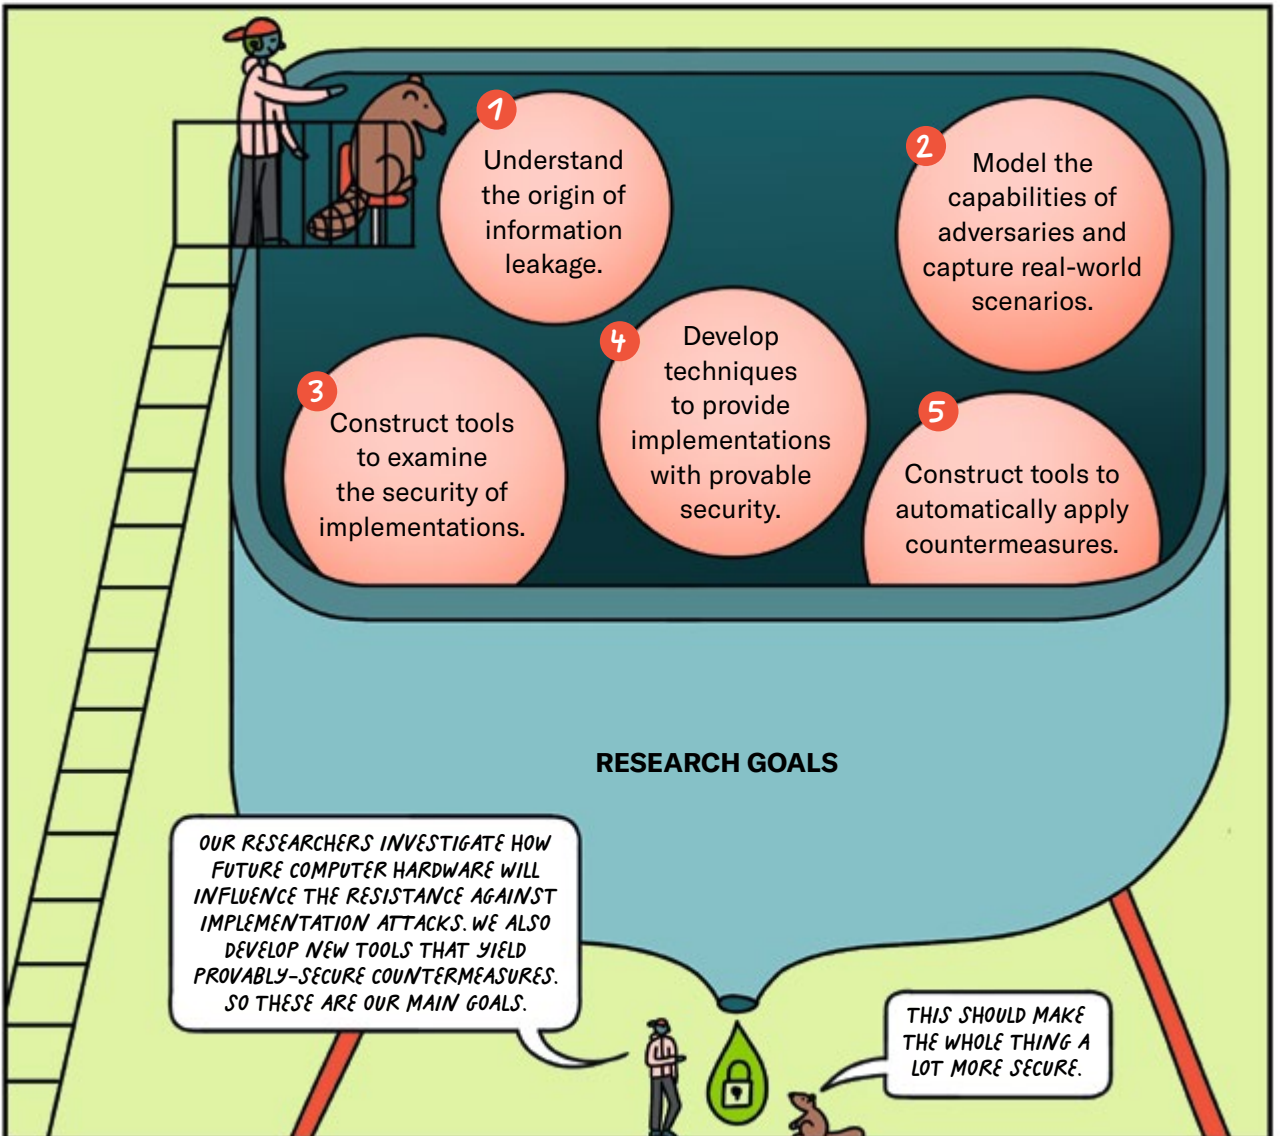 1
Understand
the origin of
information
leakage.
2
Model the
capabilities of
adversaries and
capture real-world
scenarios.
3
Construct tools
to examine
the security of
implementations.
4
Develop
techniques
to provide
implementations
with provable
security.
5
Construct tools to
automatically apply
countermeasures.
RESEARCH GOALS
OUR RESEARCHERS INVESTIGATE HOW
FUTURE COMPUTER HARDWARE WILL
INFLUENCE THE RESISTANCE AGAINST
IMPLEMENTATION ATTACKS. WE ALSO
DEVELOP NEW TOOLS THAT YIELD
PROVABLY-SECURE COUNTERMEASURES.
SO THESE ARE OUR MAIN GOALS.
THIS SHOULD MAKE
THE WHOLE THING A
LOT MORE SECURE.